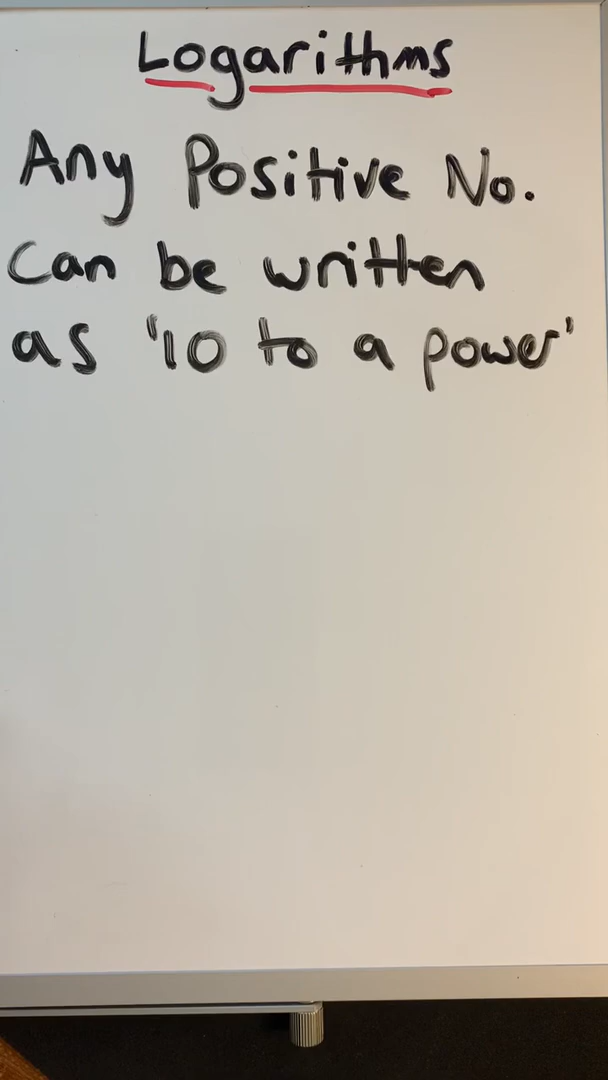 Logarithms
Any Positive No.
Can be written
as '10 to a power'